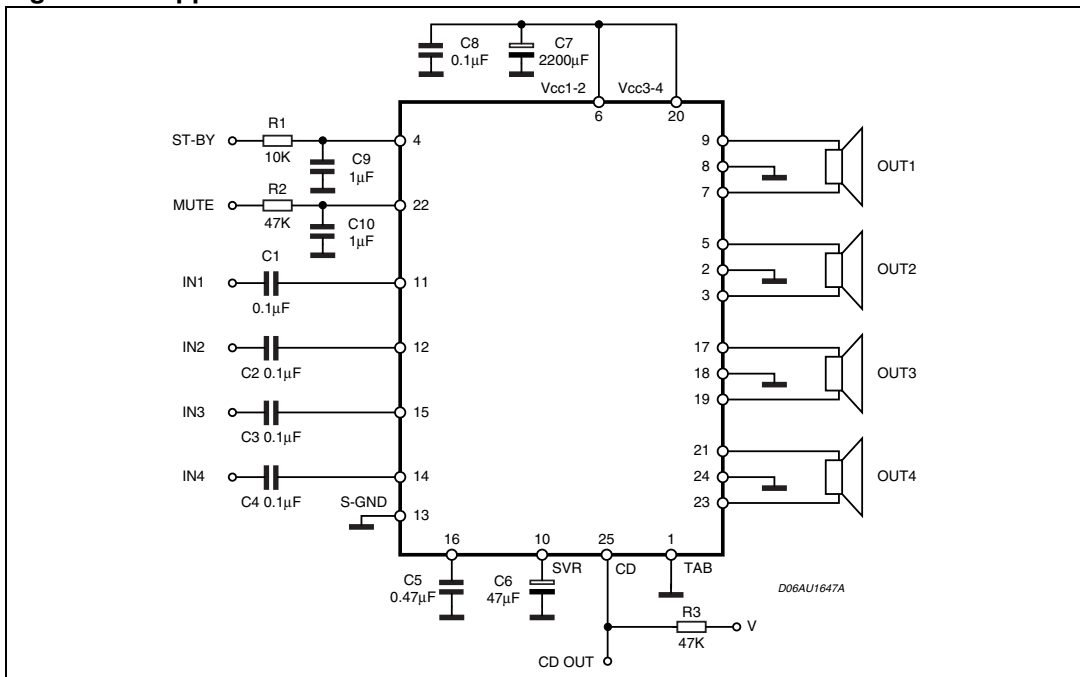 C8
0.1µF
C7
2200µF
Vcc1-2
Vcc3-4
6
20
ST-BY
R1
10K
4
C9
1µF
MUTE
R2
47K
22
C10
1µF
IN1
C1
0.1µF
11
IN2
C2 0.1µF
12
IN3
C3 0.1µF
15
IN4
C4 0.1µF
14
S-GND
13
9
8
7
OUT1
5
2
3
OUT2
17
18
19
OUT3
21
24
23
OUT4
16
10
25
1
SVR
CD
TAB
C5
0.47µF
C6
47µF
D06AU1647A
R3
47K
V
CD OUT